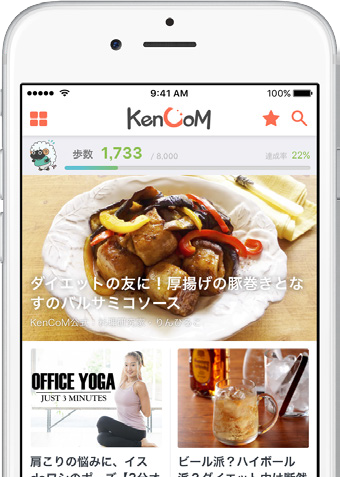 9:41 AM
100%
KenCoM
歩数 1,733 / 8,000
達成率 22%
ダイエットの友に！厚揚げの豚巻きとな
すのバルサミコソース
OFFICE YOGA
JUST 3 MINUTES
肩こりの悩みに、イス
ビール派？ハイボール